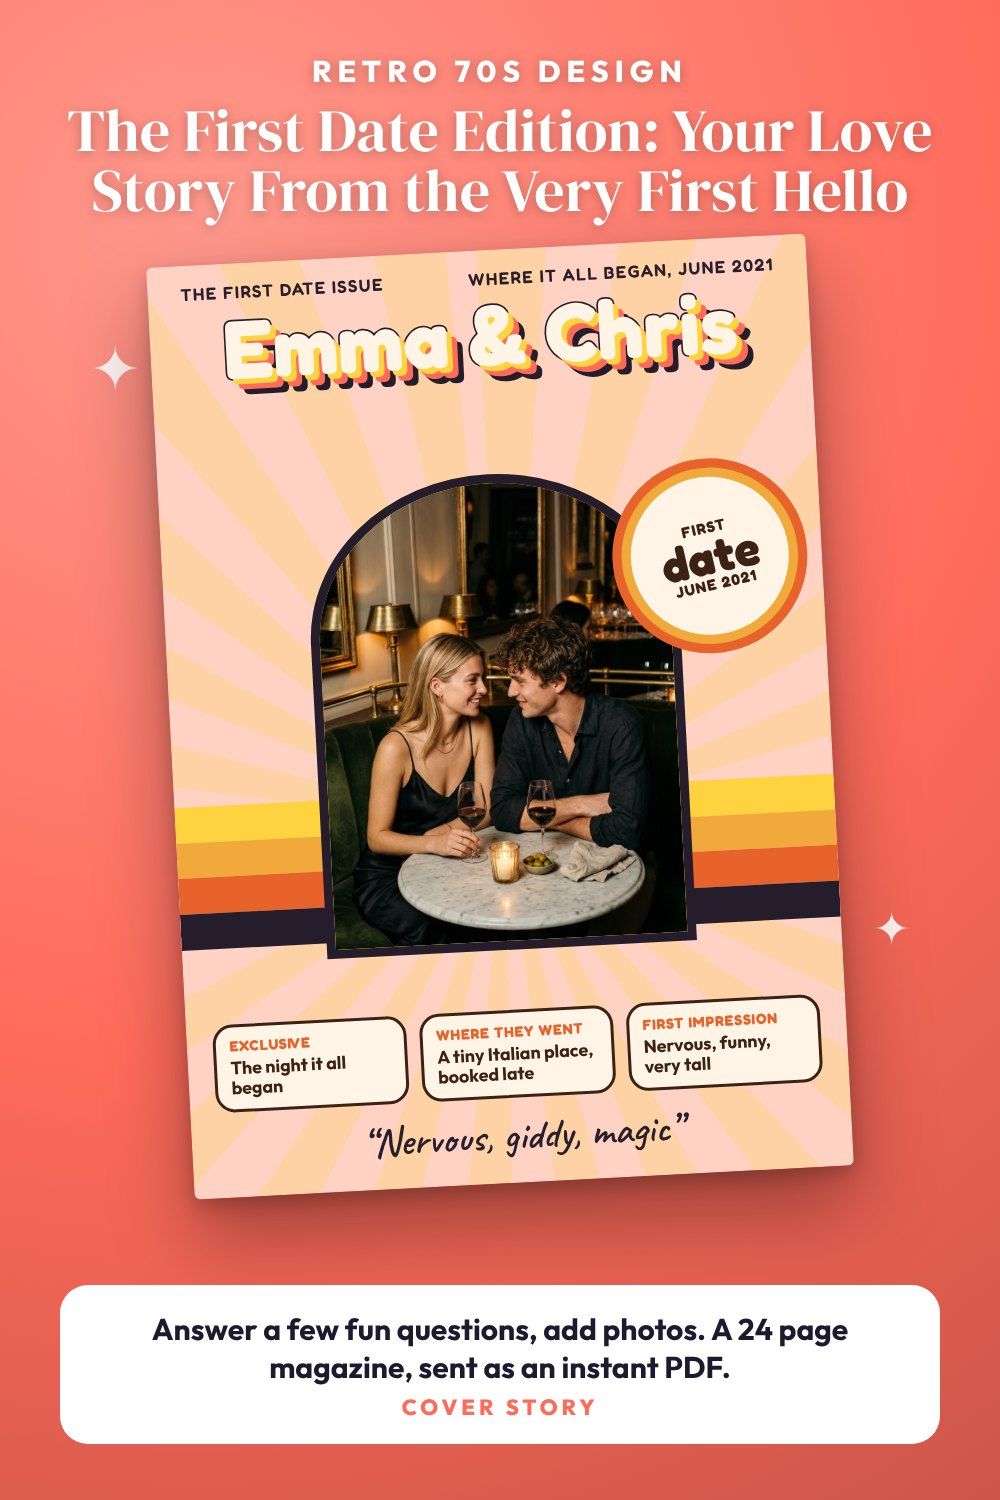 RETRO 70S DESIGN
The First Date Edition: Your Love
Story From the Very First Hello
THE FIRST DATE ISSUE
WHERE IT ALL BEGAN, JUNE 2021
Emma & Chris
FIRST
date
JUNE 2021
EXCLUSIVE
The night it all
began
WHERE THEY WENT
A tiny Italian place,
booked late
FIRST IMPRESSION
Nervous, funny,
very tall
“Nervous, giddy, magic”
Answer a few fun questions, add photos. A 24 page
magazine, sent as an instant PDF.
COVER STORY